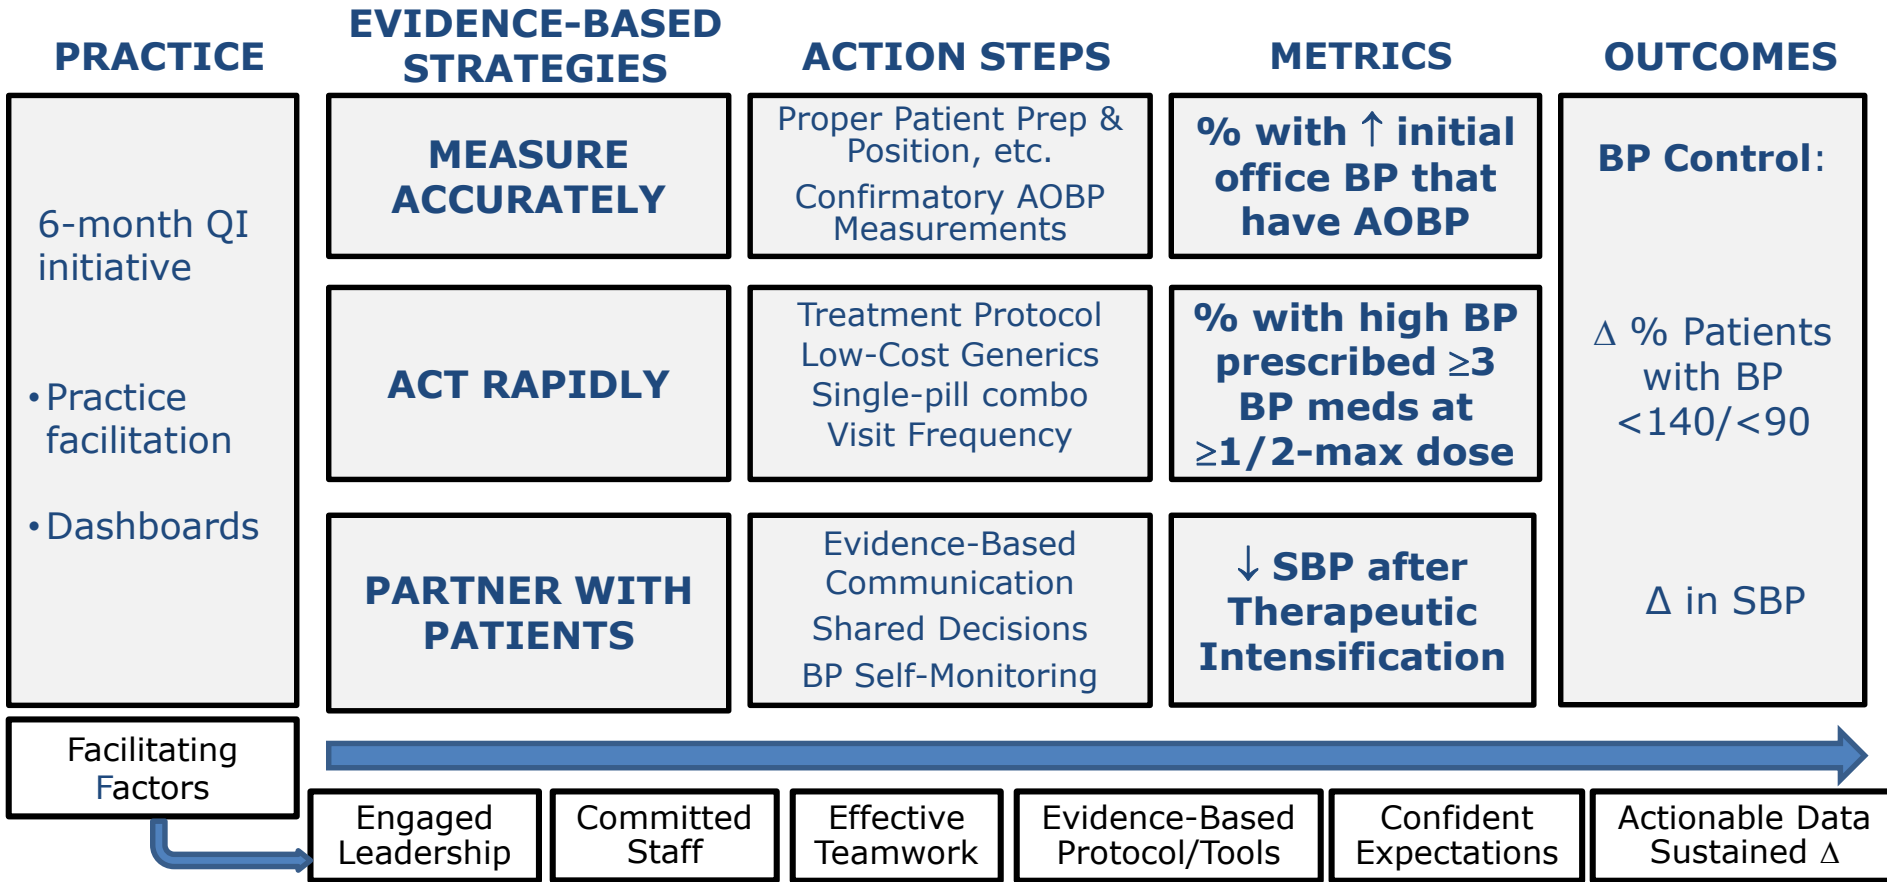 PRACTICE
EVIDENCE-BASED
STRATEGIES
ACTION STEPS
METRICS
OUTCOMES
6-month QI
initiative
•Practice
facilitation
•Dashboards
MEASURE
ACCURATELY
Proper Patient Prep &
Position, etc.
Confirmatory AOBP
Measurements
% with ↑ initial
office BP that
have AOBP
ACT RAPIDLY
Treatment Protocol
Low-Cost Generics
Single-pill combo
Visit Frequency
% with high BP
prescribed ≥3
BP meds at
≥1/2-max dose
PARTNER WITH
PATIENTS
Evidence-Based
Communication
Shared Decisions
BP Self-Monitoring
↓ SBP after
Therapeutic
Intensification
BP Control:
Δ % Patients
with BP
<140/<90
Δ in SBP
Facilitating
Factors
Engaged
Leadership
Committed
Staff
Effective
Teamwork
Evidence-Based
Protocol/Tools
Confident
Expectations
Actionable Data
Sustained Δ